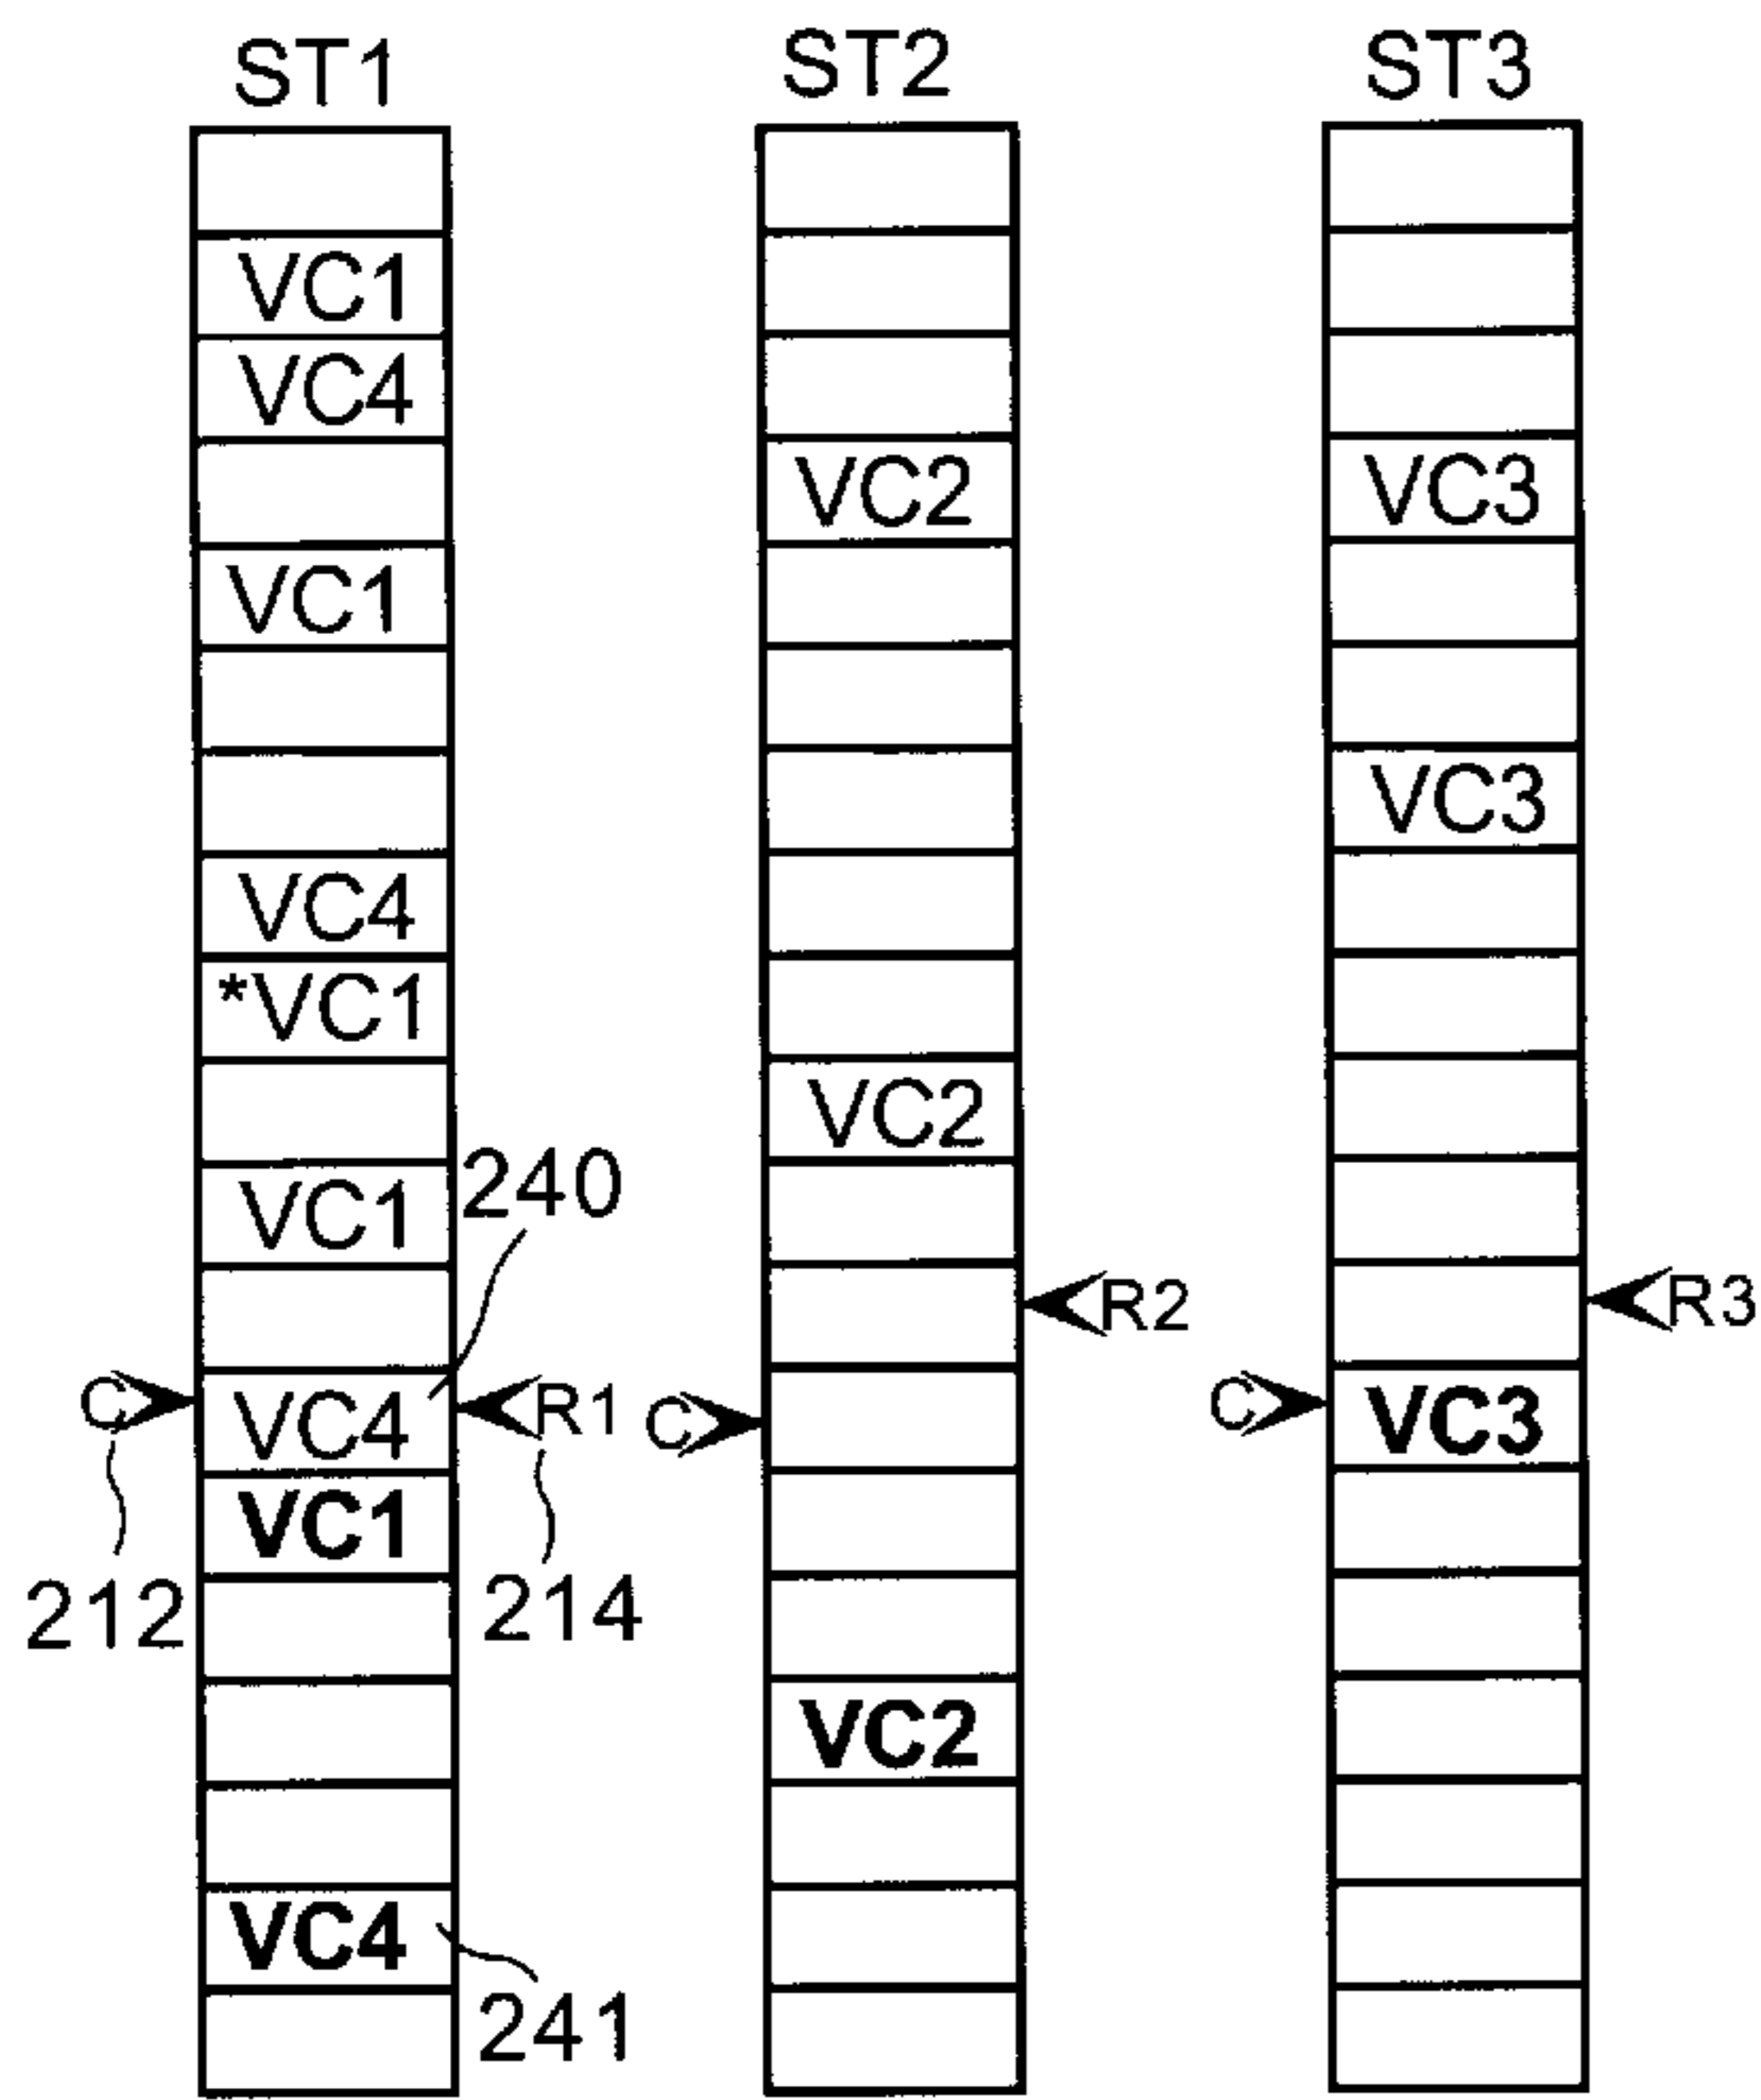 ST1 ST2 ST3
VC1
VC4
VC2 VC3
VC1
VC3
VC4
*VC1
VC2
VC1 240
R2 R3
C VC4 R1 C C VC3
VC1
212 214
VC2
VC4
241